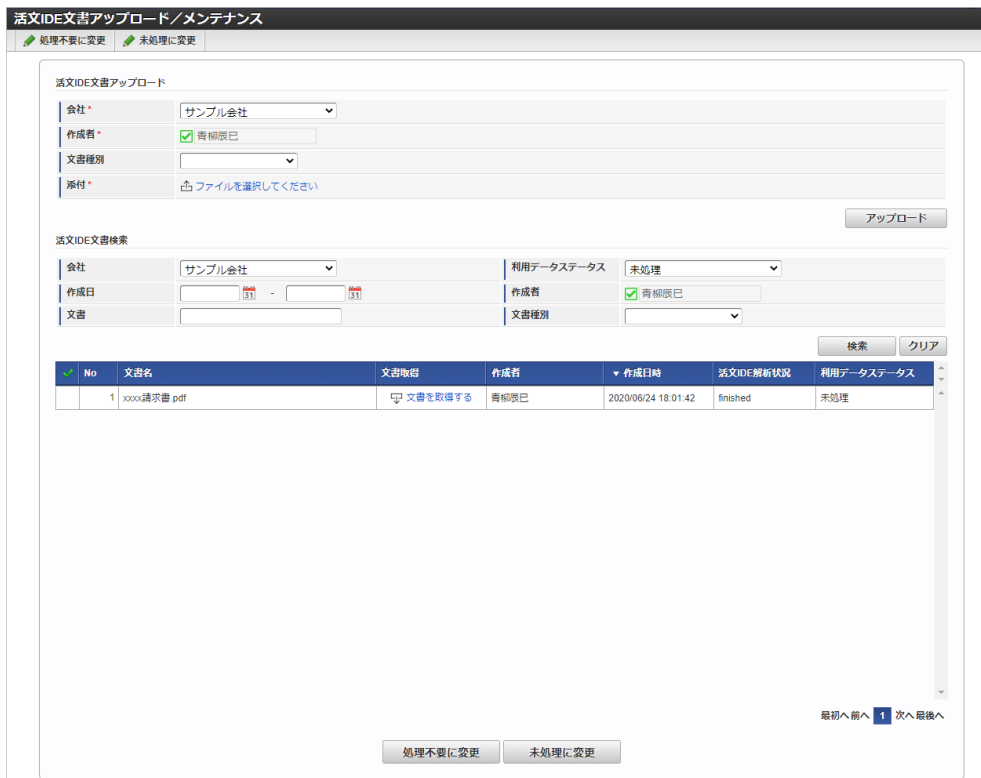 活文IDE文書アップロード／メンテナンス
処理不要に変更 未処理に変更
活文IDE文書アップロード
会社* サンプル会社
作成者* 青柳辰巳
文書種別
添付* ファイルを選択してください
アップロード
活文IDE文書検索
会社 サンプル会社 利用データステータス 未処理
作成日 31 - 31 作成者 青柳辰巳
文書 文書種別
検索 クリア
No 文書名 文書取得 作成者 ▼ 作成日時 活文IDE解析状況 利用データステータス
1 xxxx請求書.pdf 文書を取得する 青柳辰巳 2020/06/24 18:01:42 finished 未処理
最初へ 前へ 1 次へ 最後へ
処理不要に変更 未処理に変更